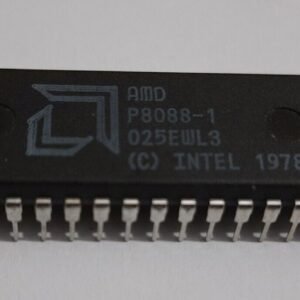 AMD
P8088-1
025EWL3
(C) INTEL 1978